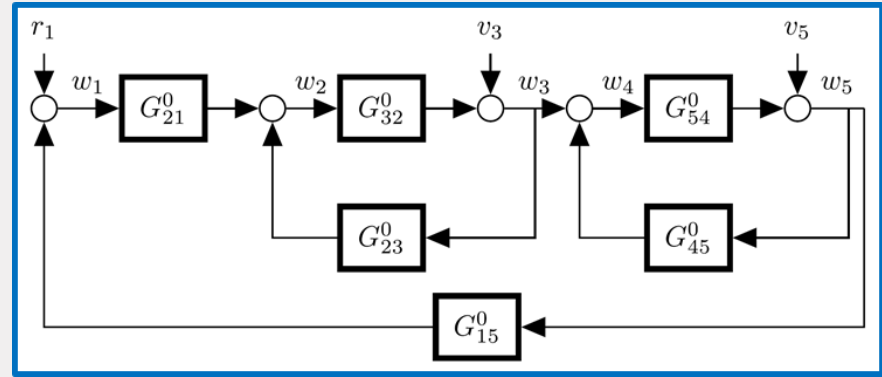 r₁ v₃ v₅
w₁ G⁰₂₁ w₂ G⁰₃₂ w₃ w₄ G⁰₅₄ w₅
G⁰₂₃ G⁰₄₅
G⁰₁₅